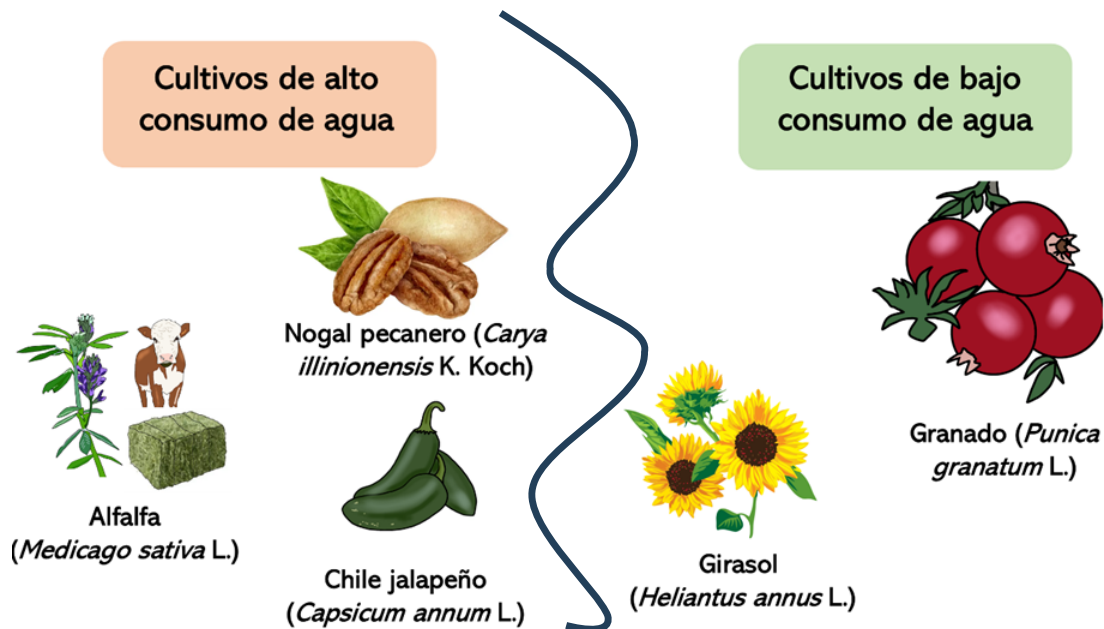 Cultivos de alto
consumo de agua
Cultivos de bajo
consumo de agua
Nogal pecanero (Carya
illinionensis K. Koch)
Alfalfa
(Medicago sativa L.)
Chile jalapeño
(Capsicum annum L.)
Girasol
(Heliantus annus L.)
Granado (Punica
granatum L.)